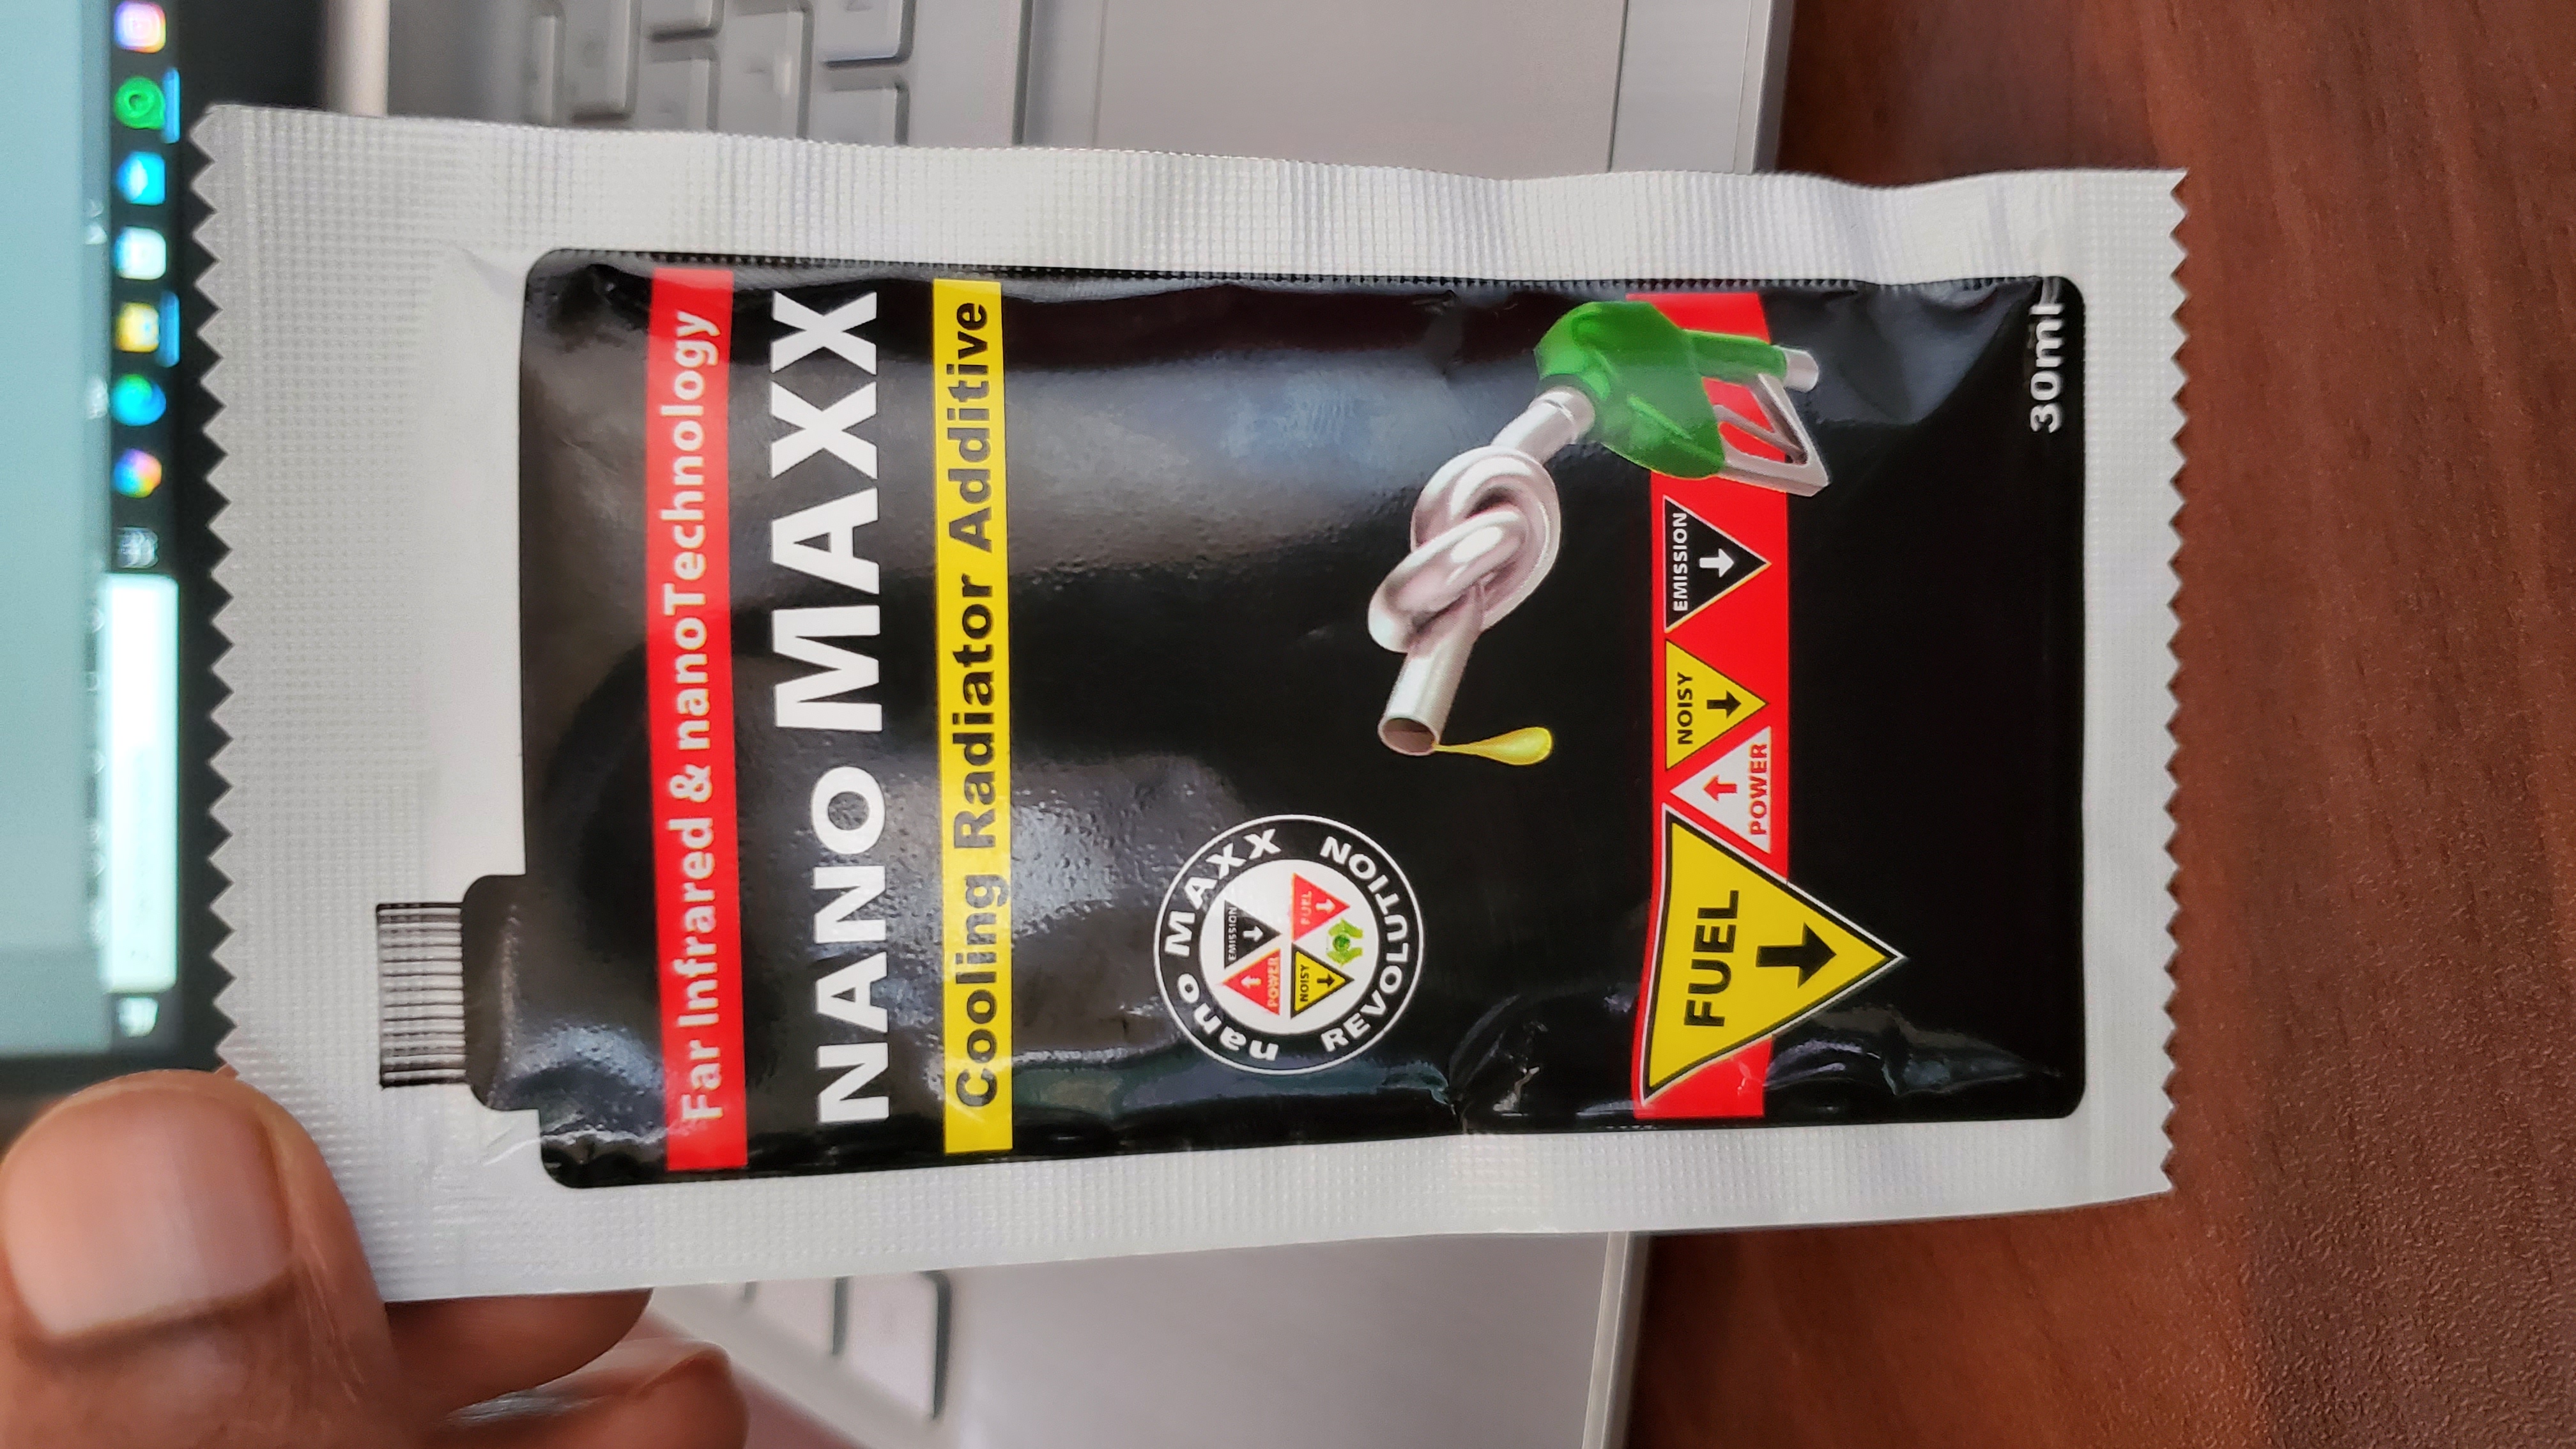 Far Infrared & nanoTechnology
NANO MAXX
Cooling Radiator Additive
nano MAXX
EMISSION
POWER
FUEL
NOISY
REVOLUTION
FUEL
POWER
NOISY
EMISSION
30ml